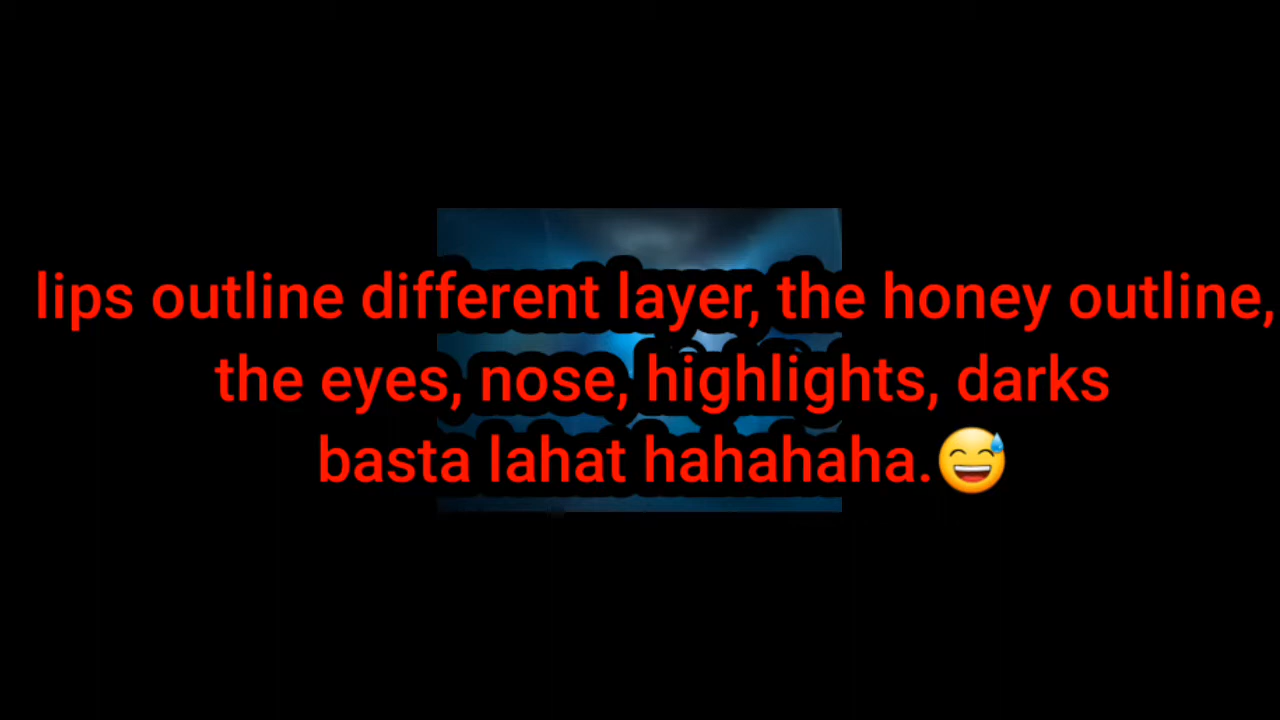 lips outline different layer, the honey outline,
the eyes, nose, highlights, darks
basta lahat hahahaha.😅